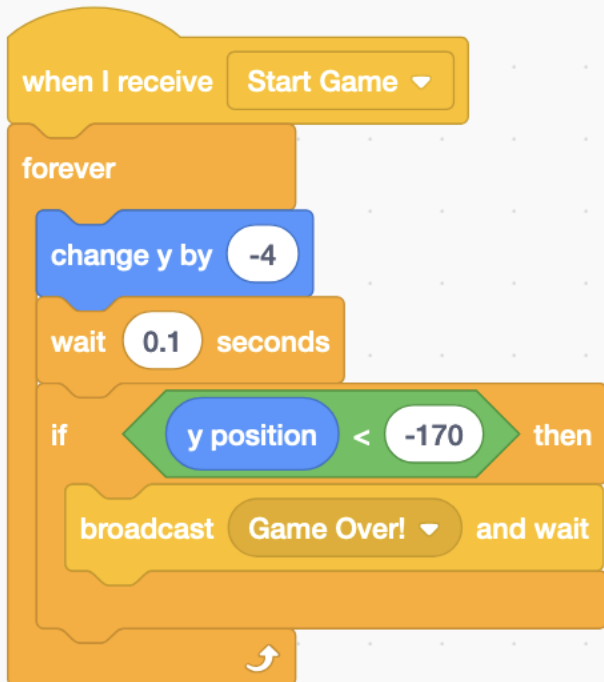 when I receive Start Game
forever
change y by -4
wait 0.1 seconds
if y position < -170 then
broadcast Game Over! and wait